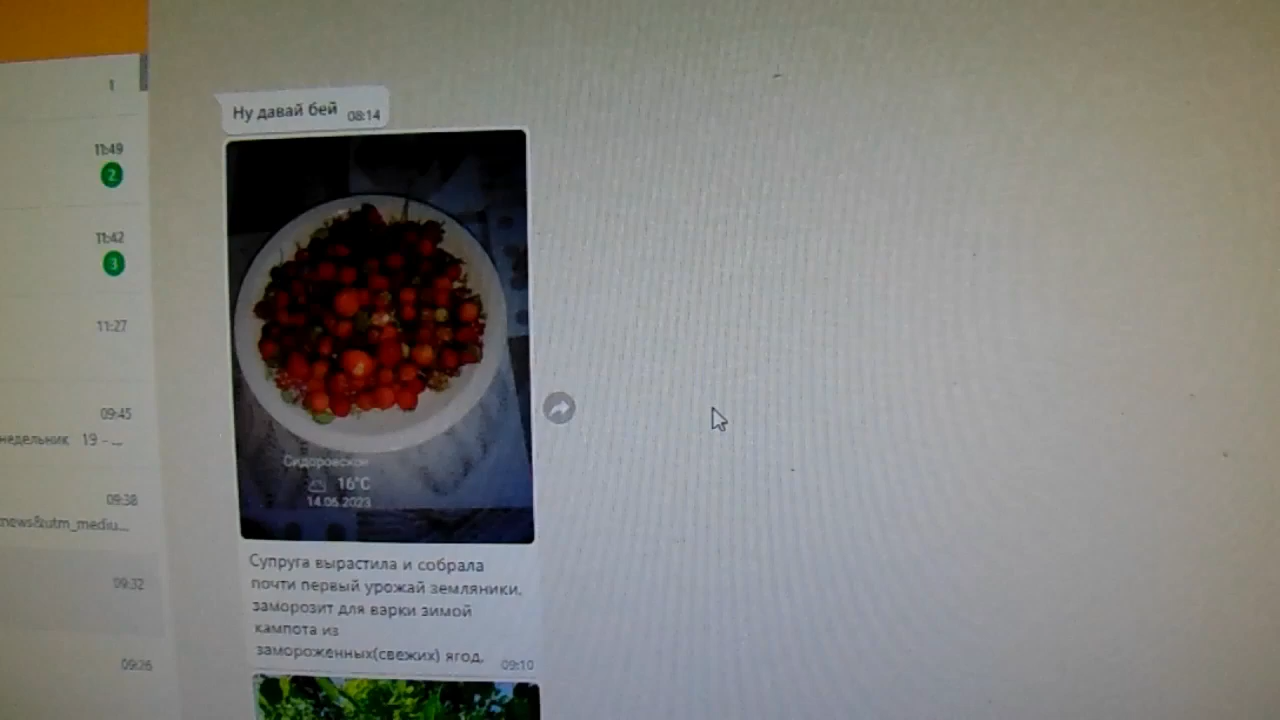 1
11:49
2
11:42
3
11:27
09:45
недельник 19 - ...
09:38
news&utm_mediu...
09:32
09:26
Ну давай бей 08:14
Сидоровское
16°C
14.06.2023
Супруга вырастила и собрала
почти первый урожай земляники,
заморозит для варки зимой
кампота из
замороженных(свежих) ягод. 09:10